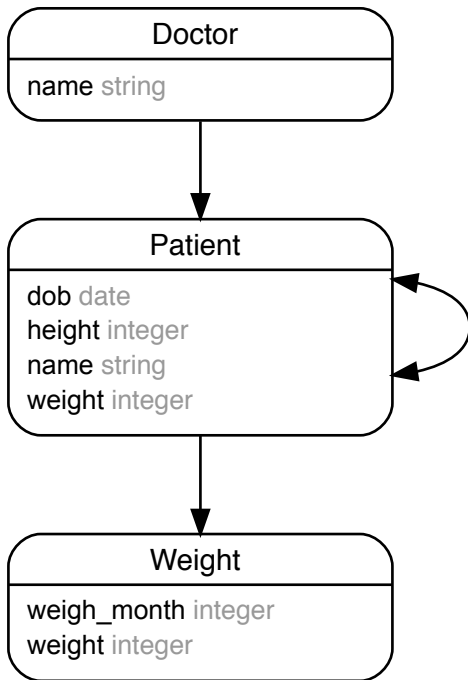 Doctor
name string
Patient
dob date
height integer
name string
weight integer
Weight
weigh_month integer
weight integer